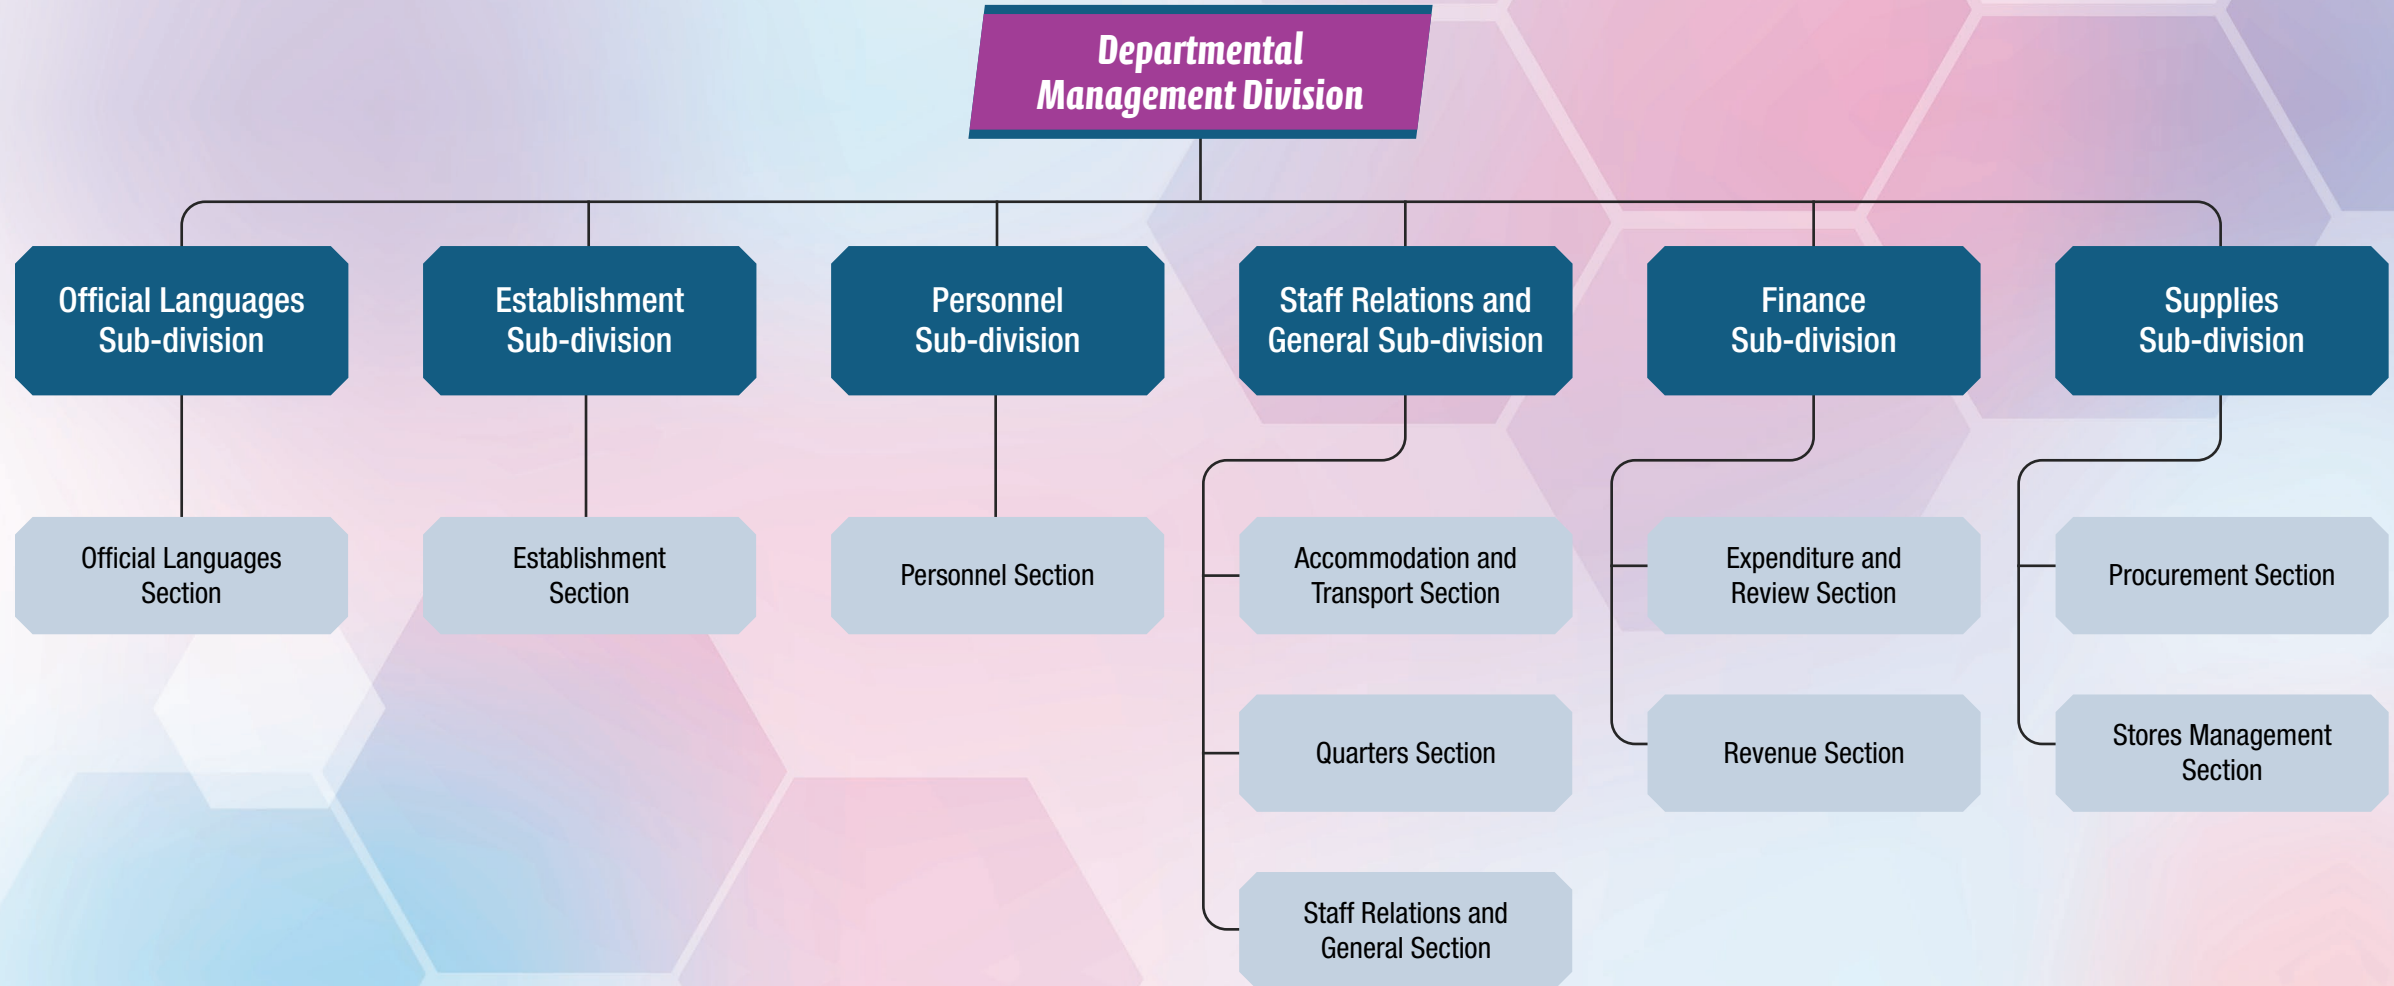 Departmental
Management Division
Official Languages
Sub-division
Establishment
Sub-division
Personnel
Sub-division
Staff Relations and
General Sub-division
Finance
Sub-division
Supplies
Sub-division
Official Languages
Section
Establishment
Section
Personnel Section
Accommodation and
Transport Section
Expenditure and
Review Section
Procurement Section
Quarters Section
Revenue Section
Stores Management
Section
Staff Relations and
General Section